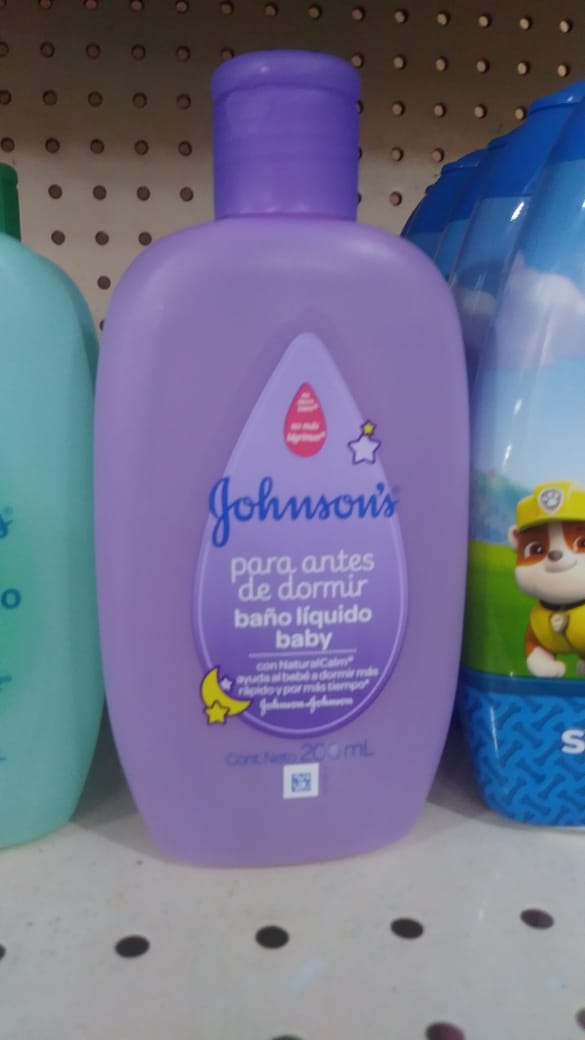 no más
lágrimas®
Johnson's®
para antes
de dormir
baño líquido
baby
con NaturalCalm®
ayuda al bebé a dormir más
rápido y por más tiempo*
Johnson & Johnson
Cont. Neto 200 mL
S